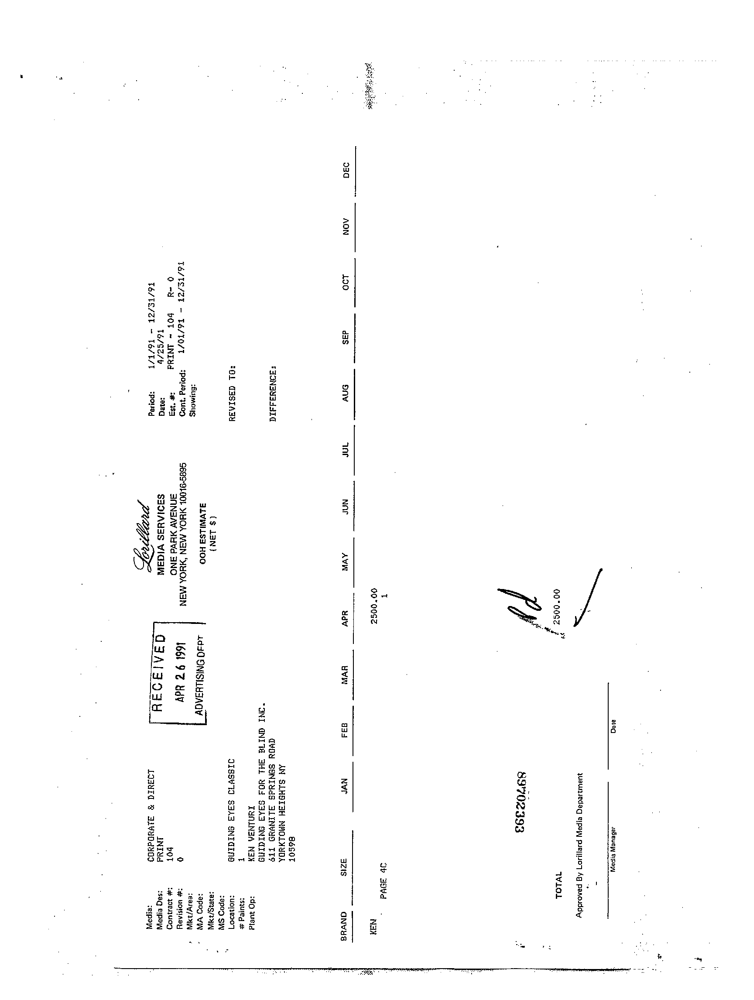 Lorillard
MEDIA SERVICES
ONE PARK AVENUE
NEW YORK, NEW YORK 10016-5895
OOH ESTIMATE
( NET $ )
RECEIVED
APR 26 1991
ADVERTISING DEPT
Media: CORPORATE & DIRECT
Media Des: PRINT
Contract #: 104
Revision #: 0
Mkt/Area:
MA Code:
Mkt/State:
MS Code:
Location: GUIDING EYES CLASSIC
# Paints: 1
Plant Op: KEN VENTURI
GUIDING EYES FOR THE BLIND INC.
611 GRANITE SPRINGS ROAD
YORKTOWN HEIGHTS NY
10598
Period: 1/1/91 - 12/31/91
Date: 4/25/91
Est. #: PRINT - 104 R- 0
Cont. Period: 1/01/91 - 12/31/91
Showing:
REVISED TO:
DIFFERENCE:
BRAND SIZE JAN FEB MAR APR MAY JUN JUL AUG SEP OCT NOV DEC
KEN PAGE 4C 2500.00
1
89702393
TOTAL 2500.00
Approved By Lorillard Media Department
Media Manager Date